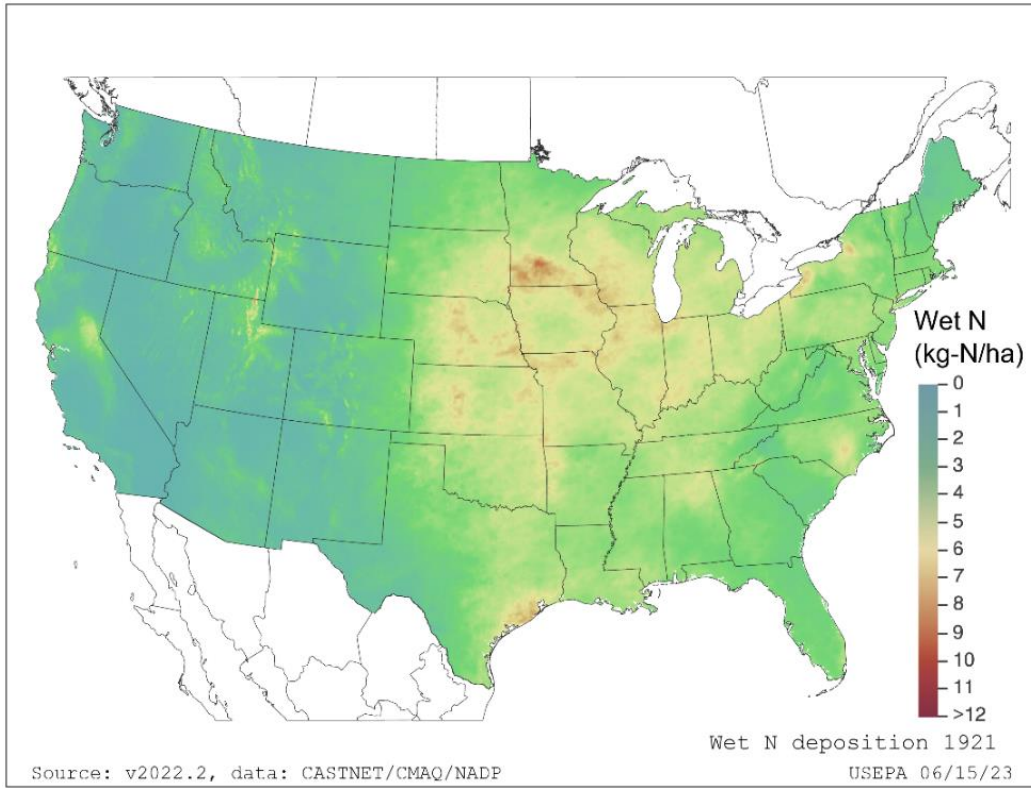 Wet N
(kg-N/ha)
0
1
2
3
4
5
6
7
8
9
10
11
>12
Wet N deposition 1921
Source: v2022.2, data: CASTNET/CMAQ/NADP
USEPA 06/15/23